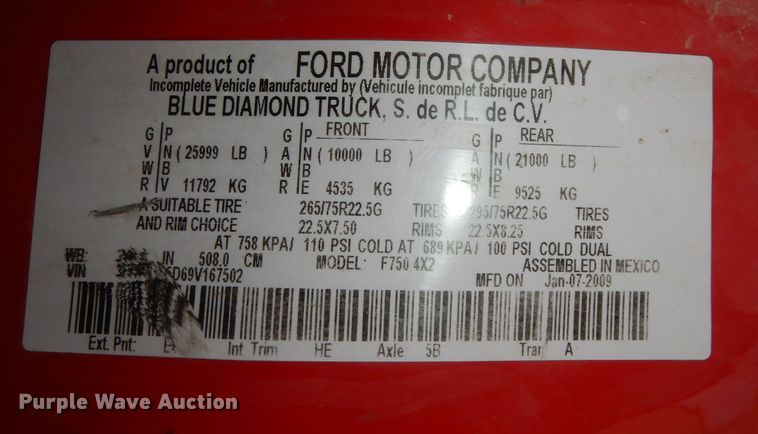 A product of FORD MOTOR COMPANY
Incomplete Vehicle Manufactured by (Vehicule incomplet fabrique par)
BLUE DIAMOND TRUCK, S. de R.L. de C.V.
G P G P FRONT G P REAR
V N ( 25999 LB ) A N ( 10000 LB ) A N ( 21000 LB )
W B W B W B
R V 11792 KG R E 4535 KG R E 9525 KG
A SUITABLE TIRE 265/75R22.5G TIRES 295/75R22.5G TIRES
AND RIM CHOICE 22.5X7.50 RIMS 22.5X8.25 RIMS
AT 758 KPA/ 110 PSI COLD AT 689 KPA/ 100 PSI COLD DUAL
WB: IN 508.0 CM MODEL: F750 4X2 ASSEMBLED IN MEXICO
VIN 5D69V167502 MFD ON Jan-07-2009
Ext. Pnt: Int Trim HE Axle: 5B Tran A
Purple Wave Auction